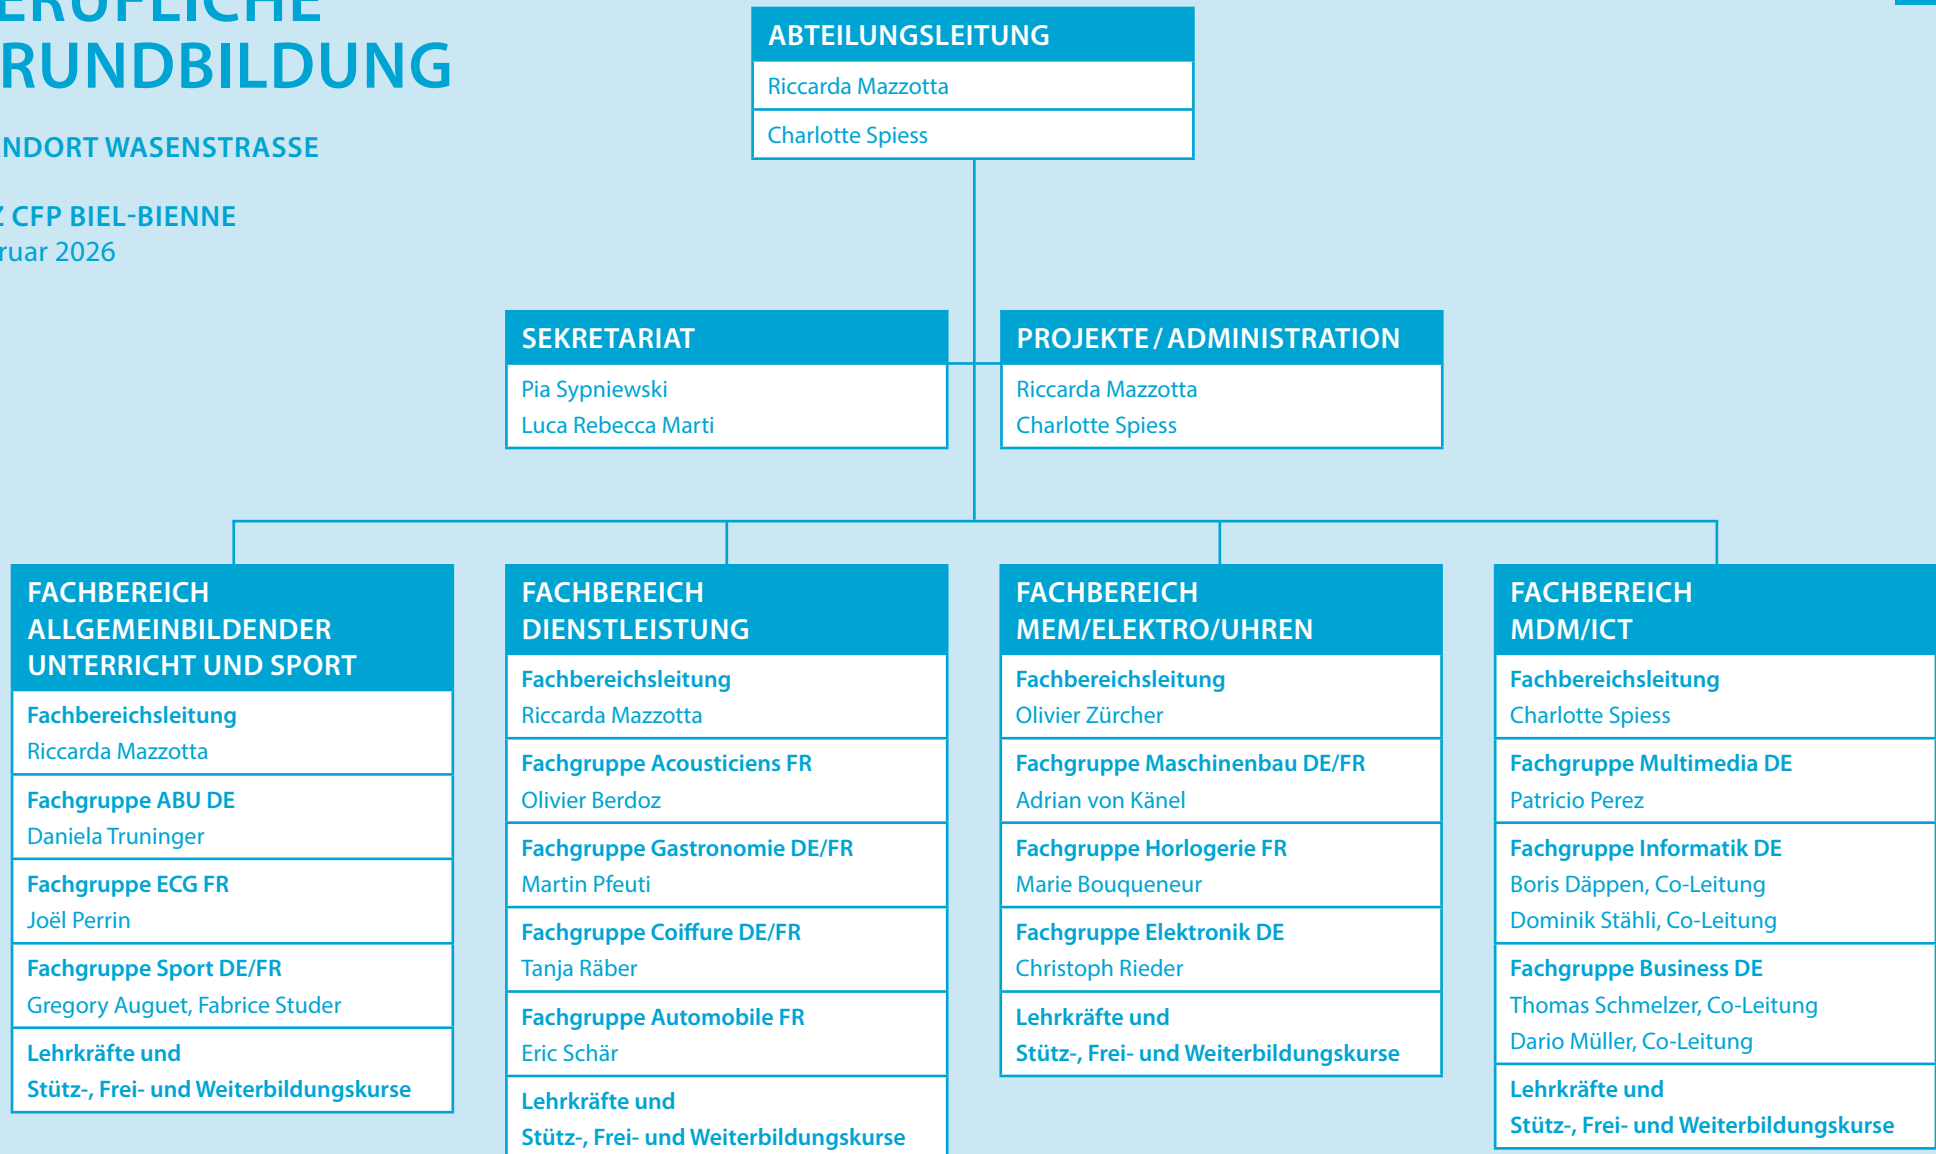 ERUFLICHE
RUNDBILDUNG
NDORT WASENSTRASSE
Z CFP BIEL-BIENNE
ruar 2026
ABTEILUNGSLEITUNG
Riccarda Mazzotta
Charlotte Spiess
SEKRETARIAT
Pia Sypniewski
Luca Rebecca Marti
PROJEKTE / ADMINISTRATION
Riccarda Mazzotta
Charlotte Spiess
FACHBEREICH
ALLGEMEINBILDENDER
UNTERRICHT UND SPORT
Fachbereichsleitung
Riccarda Mazzotta
Fachgruppe ABU DE
Daniela Truninger
Fachgruppe ECG FR
Joël Perrin
Fachgruppe Sport DE/FR
Gregory Auguet, Fabrice Studer
Lehrkräfte und
Stütz-, Frei- und Weiterbildungskurse
FACHBEREICH
DIENSTLEISTUNG
Fachbereichsleitung
Riccarda Mazzotta
Fachgruppe Acousticiens FR
Olivier Berdoz
Fachgruppe Gastronomie DE/FR
Martin Pfeuti
Fachgruppe Coiffure DE/FR
Tanja Räber
Fachgruppe Automobile FR
Eric Schär
Lehrkräfte und
Stütz-, Frei- und Weiterbildungskurse
FACHBEREICH
MEM/ELEKTRO/UHREN
Fachbereichsleitung
Olivier Zürcher
Fachgruppe Maschinenbau DE/FR
Adrian von Känel
Fachgruppe Horlogerie FR
Marie Bouqueneur
Fachgruppe Elektronik DE
Christoph Rieder
Lehrkräfte und
Stütz-, Frei- und Weiterbildungskurse
FACHBEREICH
MDM/ICT
Fachbereichsleitung
Charlotte Spiess
Fachgruppe Multimedia DE
Patricio Perez
Fachgruppe Informatik DE
Boris Däppen, Co-Leitung
Dominik Stähli, Co-Leitung
Fachgruppe Business DE
Thomas Schmelzer, Co-Leitung
Dario Müller, Co-Leitung
Lehrkräfte und
Stütz-, Frei- und Weiterbildungskurse